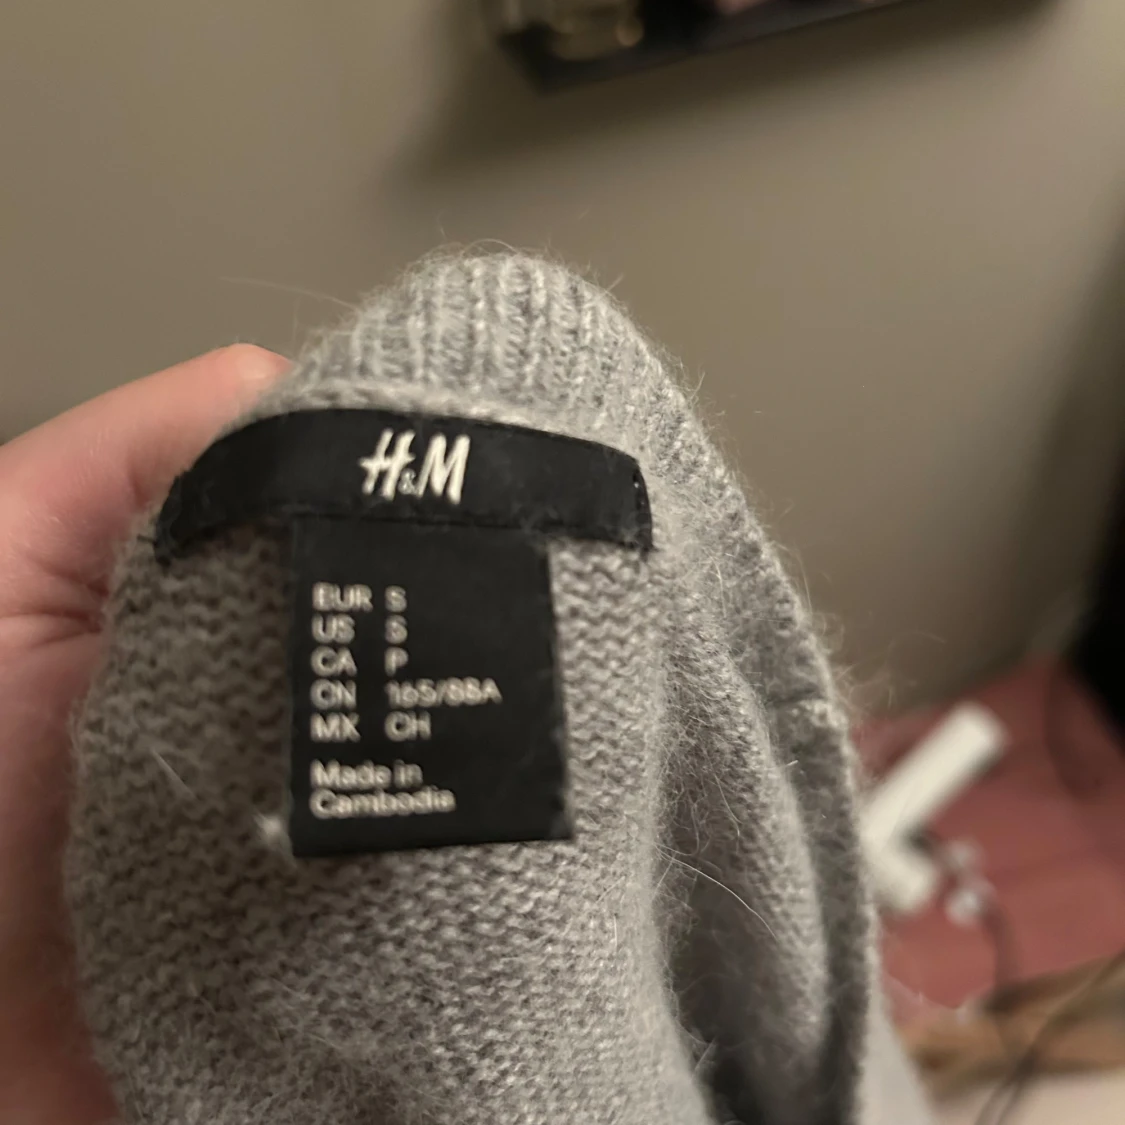 H&M
EUR S
US S
CA P
CN 165/88A
MX CH
Made in
Cambodia